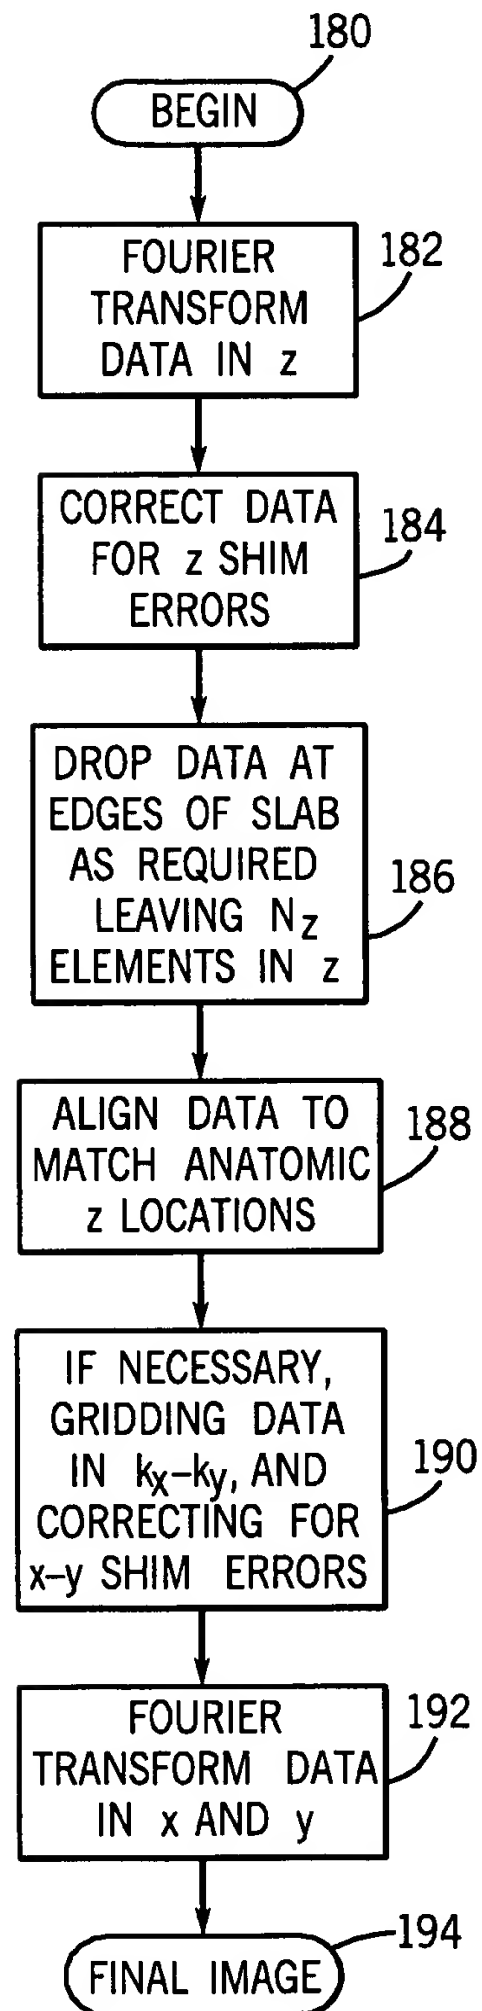 180
BEGIN
182
FOURIER
TRANSFORM
DATA IN z
184
CORRECT DATA
FOR z SHIM
ERRORS
186
DROP DATA AT
EDGES OF SLAB
AS REQUIRED
LEAVING Nz
ELEMENTS IN z
188
ALIGN DATA TO
MATCH ANATOMIC
z LOCATIONS
190
IF NECESSARY,
GRIDDING DATA
IN kx-ky, AND
CORRECTING FOR
x-y SHIM ERRORS
192
FOURIER
TRANSFORM DATA
IN x AND y
194
FINAL IMAGE